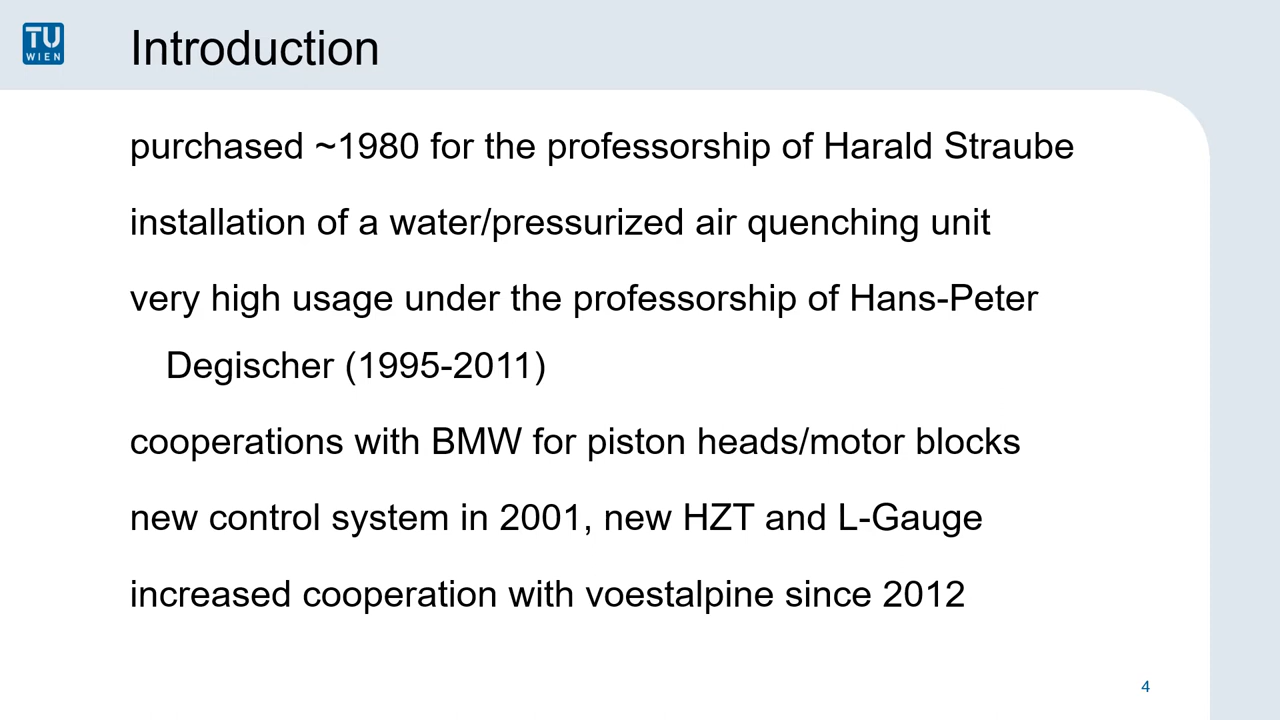 TU
WIEN
Introduction
purchased ~1980 for the professorship of Harald Straube
installation of a water/pressurized air quenching unit
very high usage under the professorship of Hans-Peter
Degischer (1995-2011)
cooperations with BMW for piston heads/motor blocks
new control system in 2001, new HZT and L-Gauge
increased cooperation with voestalpine since 2012
4